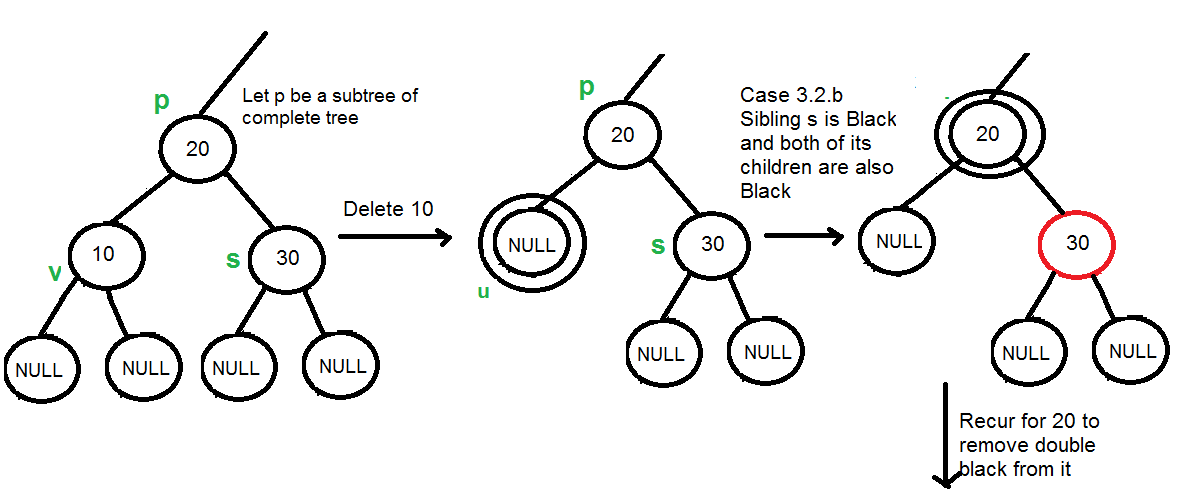 p
Let p be a subtree of
complete tree
20
10
v
s
30
NULL
NULL
NULL
NULL
Delete 10
p
20
NULL
u
s
30
NULL
NULL
Case 3.2.b
Sibling s is Black
and both of its
children are also
Black
20
NULL
30
NULL
NULL
Recur for 20 to
remove double
black from it